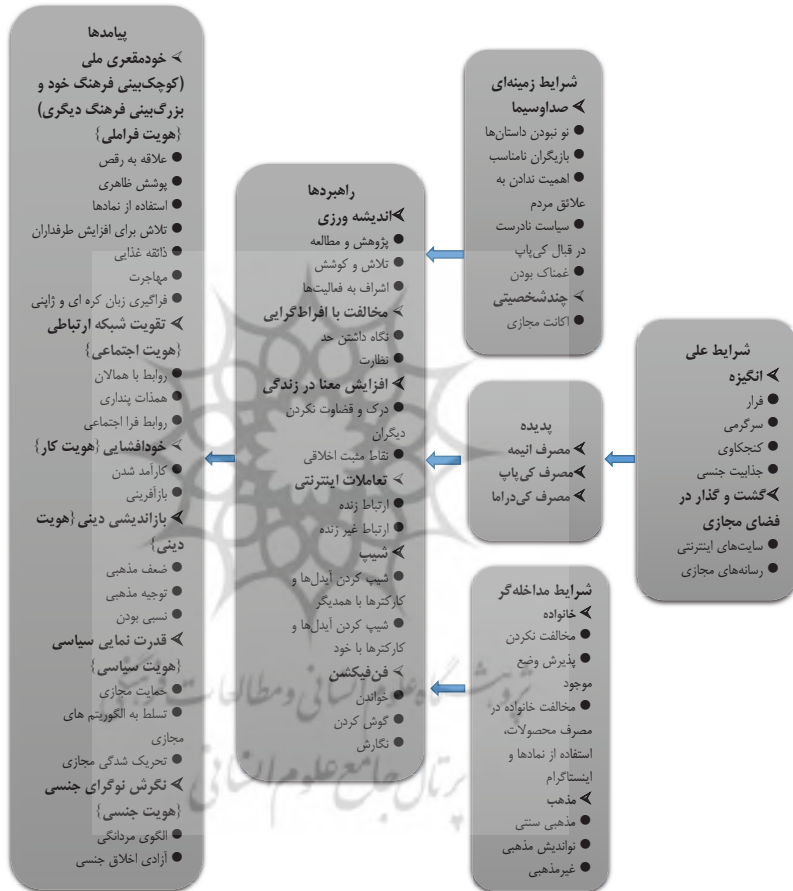 شرایط علی
انگیزه
فرار
سرگرمی
کنجکاوی
جذابیت جنسی
گشت و گذار در
فضای مجازی
سایت‌های اینترنتی
رسانه‌های مجازی
شرایط زمینه‌ای
صداوسیما
نو نبودن داستان‌ها
بازیگران نامناسب
اهمیت ندادن به
علائق مردم
سیاست نادرست
در قبال کی‌پاپ
غمناک بودن
چندشخصیتی
اکانت مجازی
پدیده
مصرف انیمه
مصرف کی‌پاپ
مصرف کی‌دراما
شرایط مداخله‌گر
خانواده
مخالفت نکردن
پذیرش وضع
موجود
مخالفت خانواده در
مصرف محصولات،
استفاده از نمادها و
اینستاگرام
مذهب
مذهبی سنتی
نواندیش مذهبی
غیرمذهبی
راهبردها
اندیشه ورزی
پژوهش و مطالعه
تلاش و کوشش
اشراف به فعالیت‌ها
مخالفت با افراط‌گرایی
نگاه داشتن حد
نظارت
افزایش معنا در زندگی
درک و قضاوت نکردن
دیگران
نقاط مثبت اخلاقی
تعاملات اینترنتی
ارتباط زنده
ارتباط غیر زنده
شیپ
شیپ کردن آیدل‌ها و
کارکترها با همدیگر
شیپ کردن آیدل‌ها و
کارکترها با خود
فن‌فیکشن
خواندن
گوش کردن
نگارش
پیامدها
خودمقعری ملی
(کوچک‌بینی فرهنگ خود و
بزرگ‌بینی فرهنگ دیگری)
{هویت فراملی}
علاقه به رقص
پوشش ظاهری
استفاده از نمادها
تلاش برای افزایش طرفداران
ذائقه غذایی
مهاجرت
فراگیری زبان کره ای و ژاپنی
تقویت شبکه ارتباطی
{هویت اجتماعی}
روابط با همالان
همذات پنداری
روابط فرا اجتماعی
خودافشایی {هویت کار}
کارآمد شدن
بازآفرینی
بازاندیشی دینی {هویت
دینی}
ضعف مذهبی
توجیه مذهبی
نسبی بودن
قدرت نمایی سیاسی
{هویت سیاسی}
حمایت مجازی
تسلط به الگوریتم های
مجازی
تحریک شدگی مجازی
نگرش نوگرای جنسی
{هویت جنسی}
الگوی مردانگی
آزادی اخلاق جنسی
پژوهشگاه علوم انسانی و مطالعات فرهنگی
پرتال جامع علوم انسانی